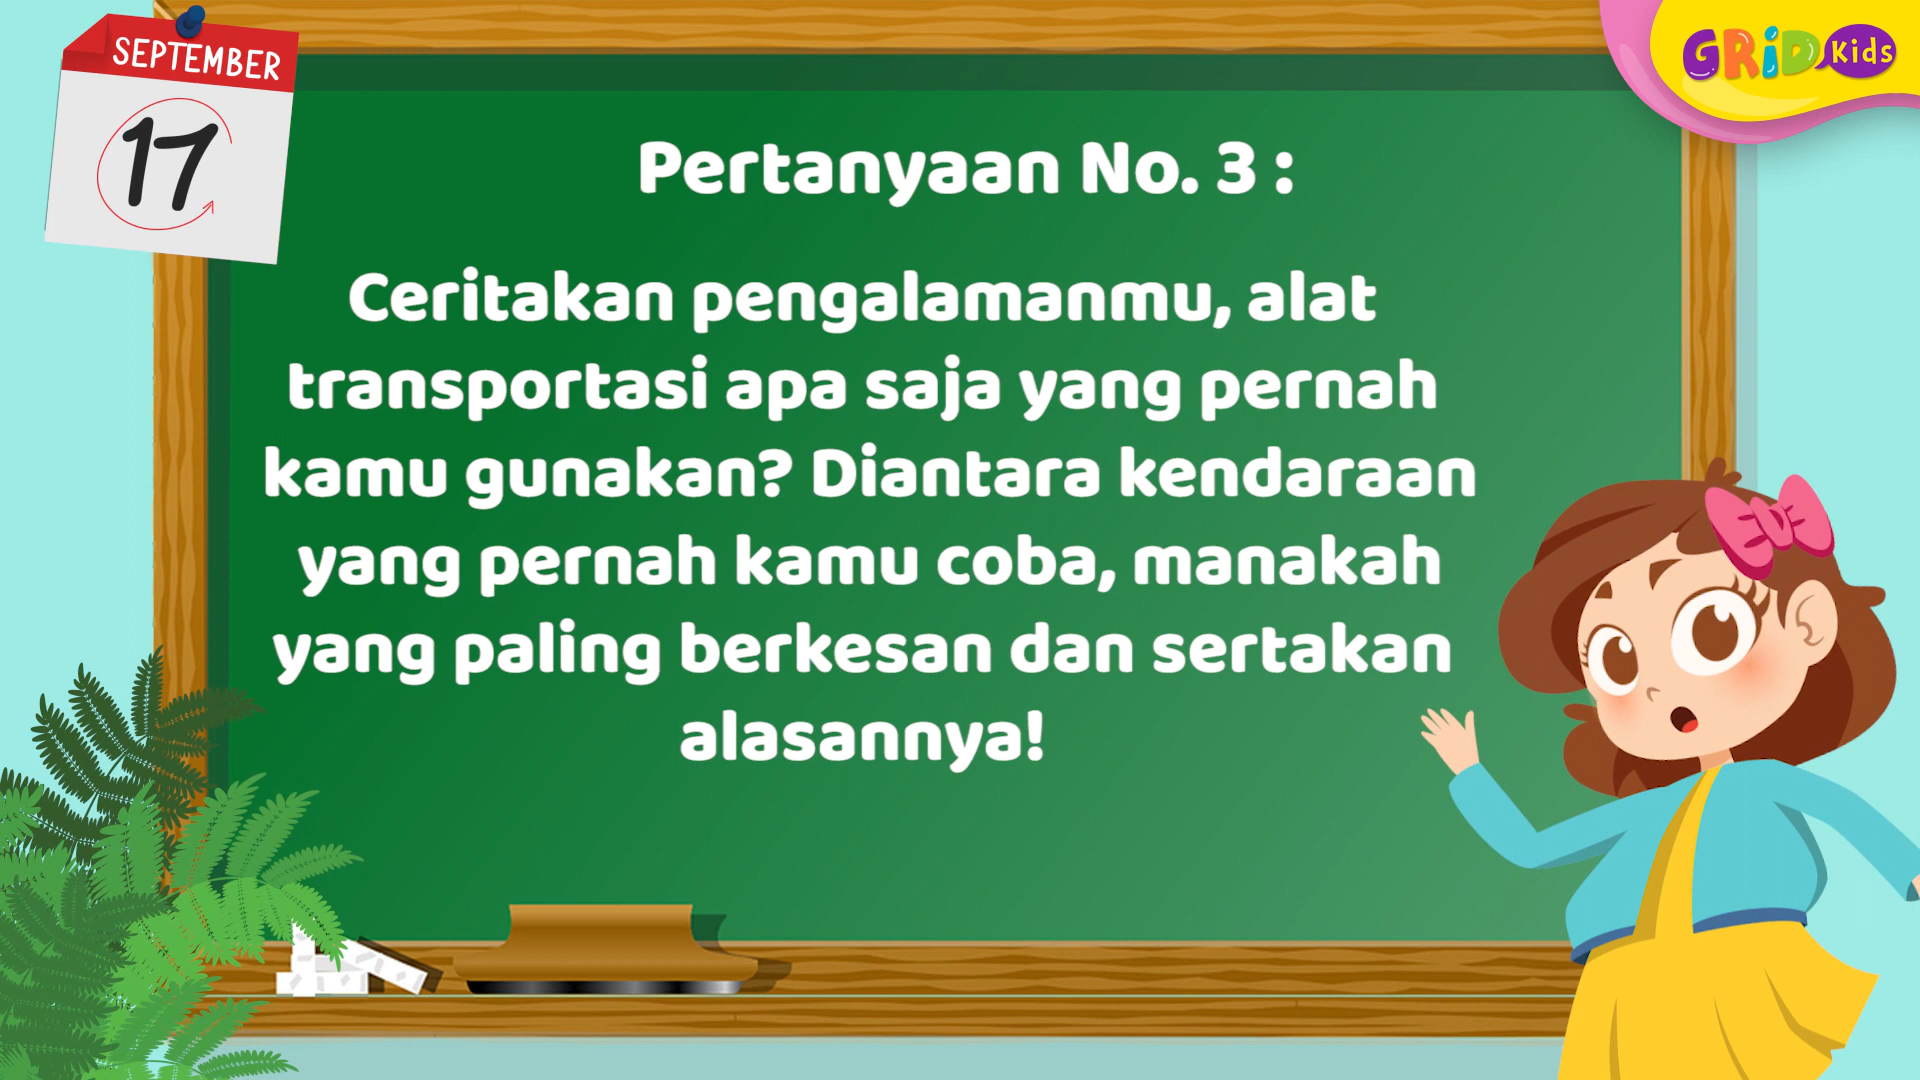 SEPTEMBER
17
GRiD Kids
Pertanyaan No. 3 :
Ceritakan pengalamanmu, alat
transportasi apa saja yang pernah
kamu gunakan? Diantara kendaraan
yang pernah kamu coba, manakah
yang paling berkesan dan sertakan
alasannya!